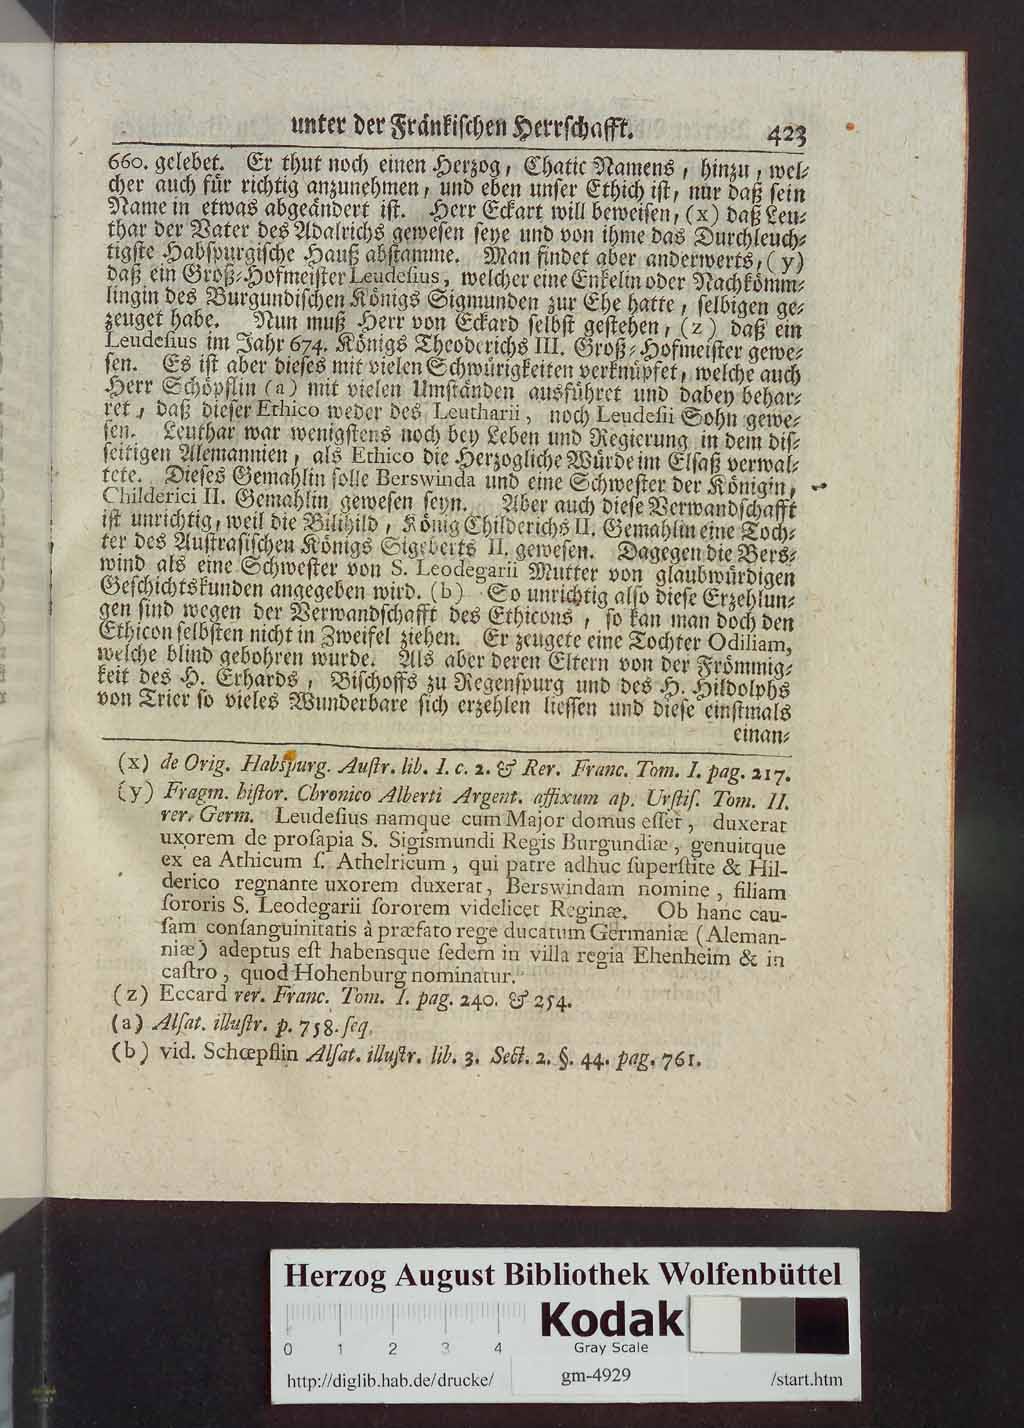 unter der Fränkischen Herrschafft. 423
660. gelebet. Er thut noch einen Herzog, Chatic Namens, hinzu, wel-
cher auch für richtig anzunehmen, und eben unser Ethich ist, nur daß sein
Name in etwas abgeändert ist. Herr Eckart will beweisen, (x) daß Leu-
thar der Vater des Adalrichs gewesen seye und von ihme das Durchleuch-
tigste Habspurgische Hauß abstamme. Man findet aber anderwerts, (y)
daß ein Groß-Hofmeister Leudesius, welcher eine Enkelin oder Nachkömm-
lingin des Burgundischen Königs Sigmunden zur Ehe hatte, selbigen ge-
zeuget habe. Nun muß Herr von Eckard selbst gestehen, (z) daß ein
Leudesius im Jahr 674. Königs Theoderichs III. Groß-Hofmeister gewe-
sen. Es ist aber dieses mit vielen Schwürigkeiten verknüpfet, welche auch
Herr Schöpflin (a) mit vielen Umständen ausführet und dabey behar-
ret, daß dieser Ethico weder des Leutharii, noch Leudesii Sohn gewe-
sen. Leuthar war wenigstens noch bey Leben und Regierung in dem dis-
seitigen Alemannien, als Ethico die Herzogliche Würde im Elsaß verwal-
tete. Dieses Gemahlin solle Berswinda und eine Schwester der Königin,
Childerici II. Gemahlin gewesen seyn. Aber auch diese Verwandschafft
ist unrichtig, weil die Bilihild, König Childerichs II. Gemahlin eine Toch-
ter des Austrasischen Königs Sigeberts II. gewesen. Dagegen die Bers-
wind als eine Schwester von S. Leodegarii Mutter von glaubwürdigen
Geschichtskunden angegeben wird. (b) So unrichtig also diese Erzehlun-
gen sind wegen der Verwandschafft des Ethicons, so kan man doch den
Ethicon selbsten nicht in Zweifel ziehen. Er zeugete eine Tochter Odiliam,
welche blind gebohren wurde. Als aber deren Eltern von der Frömmig-
keit des H. Erhards, Bischoffs zu Regenspurg und des H. Hildolphs
von Trier so vieles Wunderbare sich erzehlen liessen und diese einstmals
einan-
(x) de Orig. Habspurg. Austr. lib. I. c. 2. & Rer. Franc. Tom. I. pag. 217.
(y) Fragm. histor. Chronico Alberti Argent. affixum ap. Urstis. Tom. II.
rer. Germ. Leudesius namque cum Major domus esset, duxerat
uxorem de prosapia S. Sigismundi Regis Burgundiæ, genuitque
ex ea Athicum s. Athelricum, qui patre adhuc superstite & Hil-
derico regnante uxorem duxerat, Berswindam nomine, filiam
sororis S. Leodegarii sororem videlicet Reginæ. Ob hanc cau-
sam consanguinitatis à præfato rege ducatum Germaniæ (Aleman-
niæ) adeptus est habensque sedem in villa regia Ehenheim & in
castro, quod Hohenburg nominatur.
(z) Eccard rer. Franc. Tom. I. pag. 240. & 254.
(a) Alsat. illustr. p. 758. seq.
(b) vid. Schœpflin Alsat. illustr. lib. 3. Sect. 2. §. 44. pag. 761.
Herzog August Bibliothek Wolfenbüttel
0 1 2 3 4
Kodak
Gray Scale
http://diglib.hab.de/drucke/ gm-4929 /start.htm